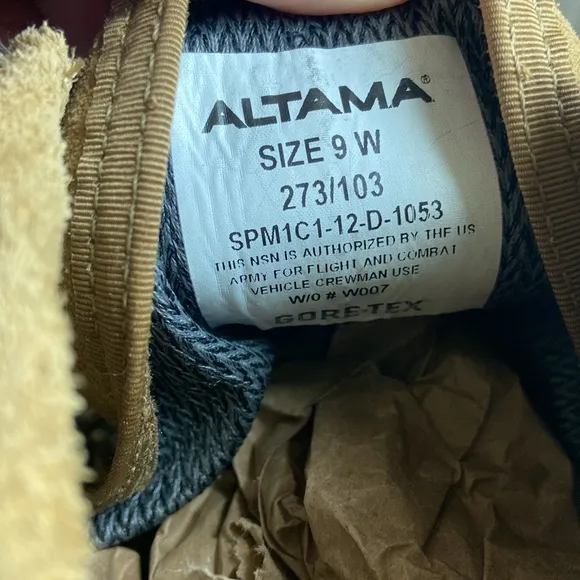 ALTAMA®
SIZE 9 W
273/103
SPM1C1-12-D-1053
THIS NSN IS AUTHORIZED BY THE US
ARMY FOR FLIGHT AND COMBAT
VEHICLE CREWMAN USE
W/O # W007
GORE-TEX